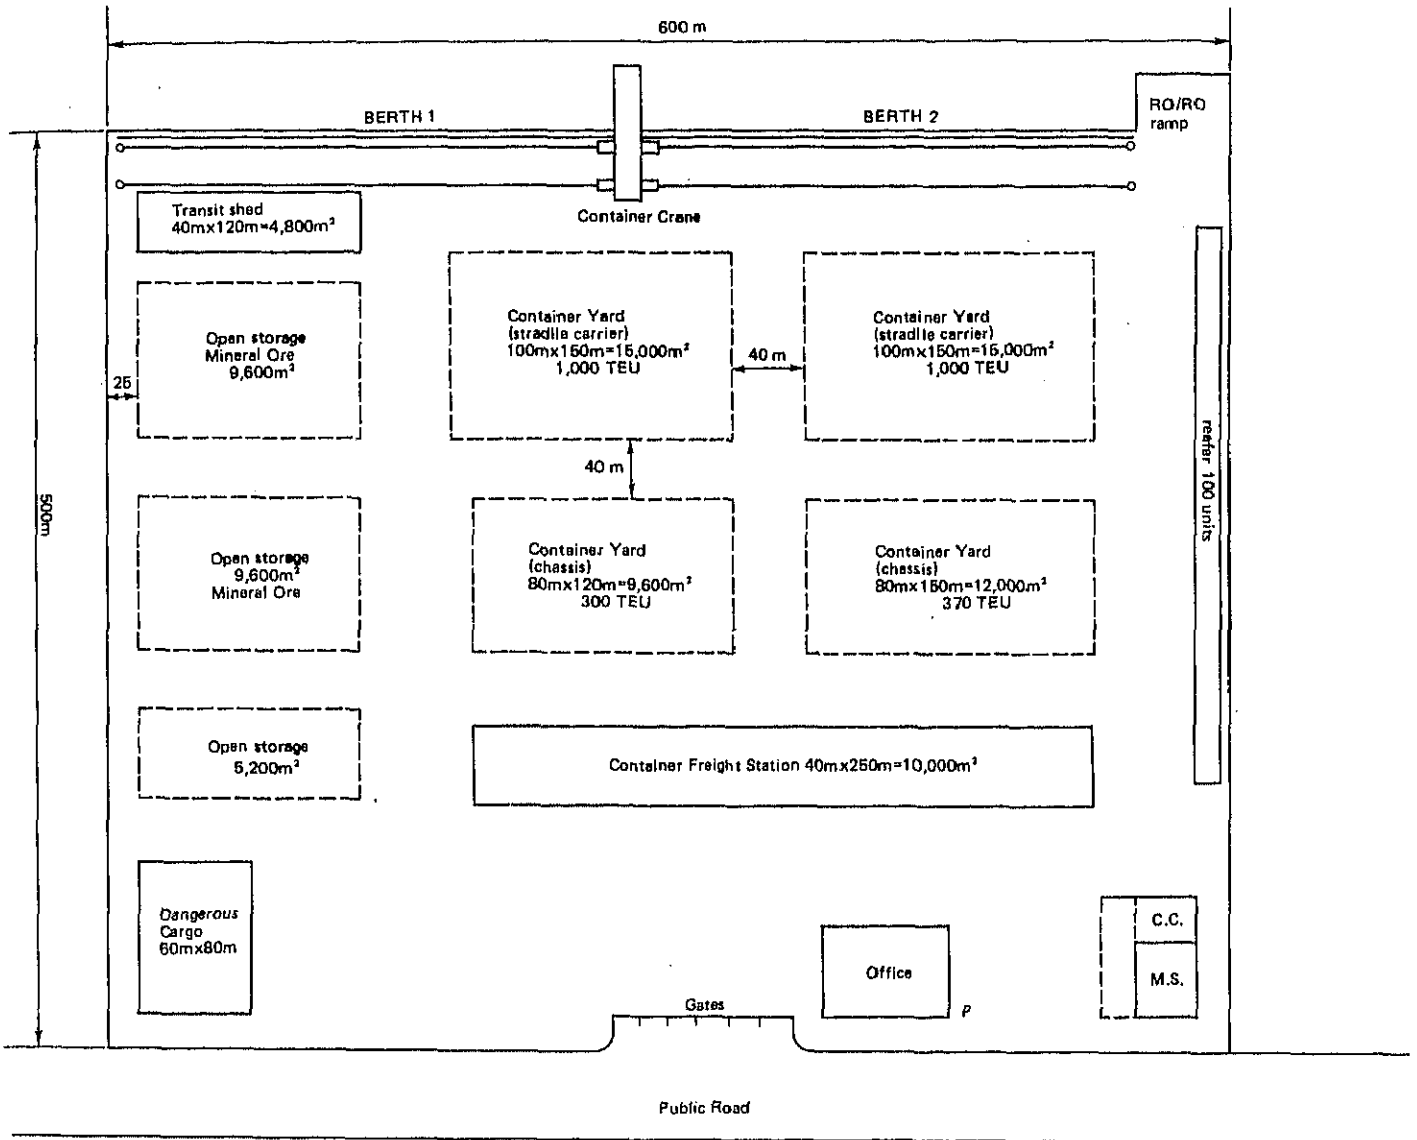 600 m
BERTH 1
BERTH 2
RO/RO
ramp
Transit shed
40mx120m=4,800m²
Container Crane
Open storage
Mineral Ore
9,600m²
Container Yard
(stradile carrier)
100mx150m=15,000m²
1,000 TEU
40 m
Container Yard
(stradile carrier)
100mx150m=15,000m²
1,000 TEU
25
40 m
reefer 100 units
500m
Open storage
9,600m²
Mineral Ore
Container Yard
(chassis)
80mx120m=9,600m²
300 TEU
Container Yard
(chassis)
80mx150m=12,000m²
370 TEU
Open storage
5,200m²
Container Freight Station 40mx250m=10,000m²
Dangerous
Cargo
60mx80m
Office
C.C.
M.S.
Gates
P
Public Road